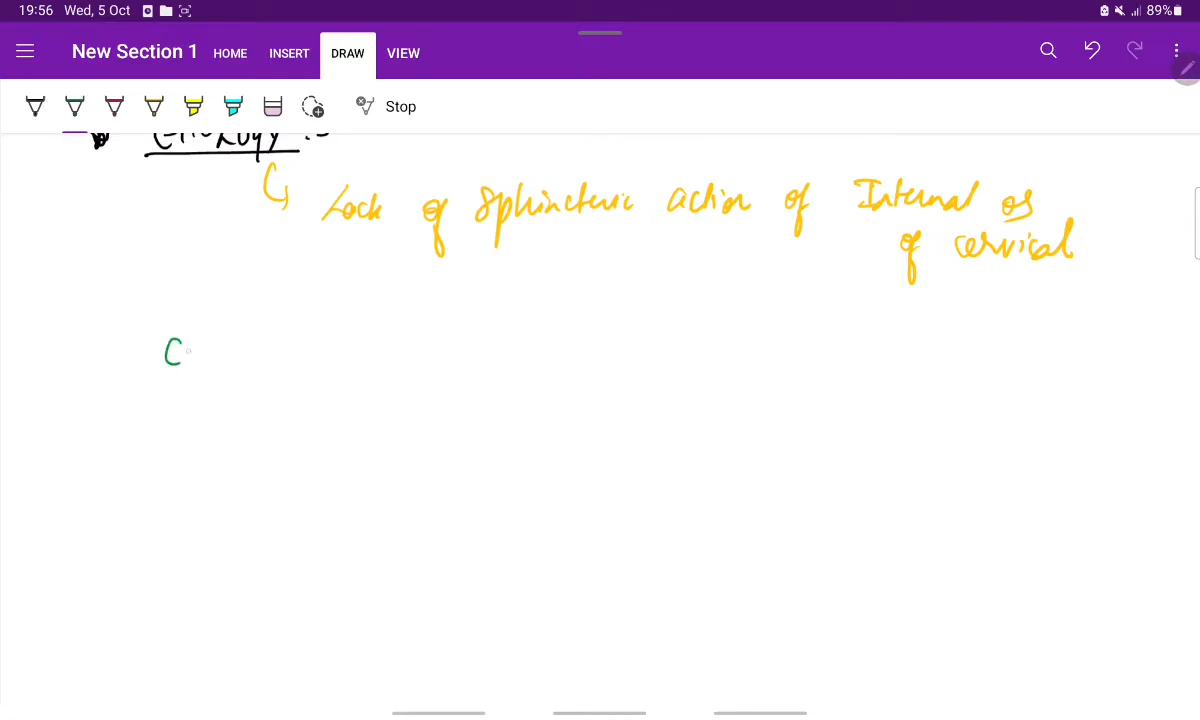 19:56 Wed, 5 Oct 89%
New Section 1 HOME INSERT DRAW VIEW
Stop
Etiology :-
Lack of Sphincteric action of Internal os
of cervical
C